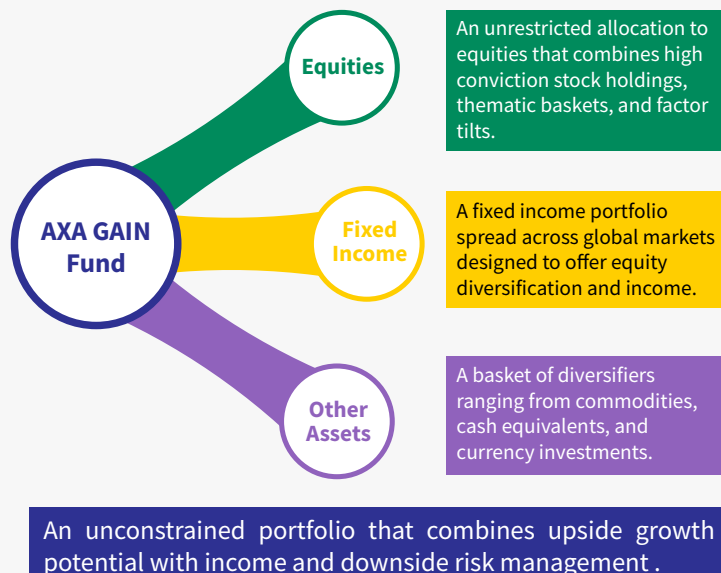 Equities
An unrestricted allocation to
equities that combines high
conviction stock holdings,
thematic baskets, and factor
tilts.
AXA GAIN
Fund
Fixed
Income
A fixed income portfolio
spread across global markets
designed to offer equity
diversification and income.
Other
Assets
A basket of diversifiers
ranging from commodities,
cash equivalents, and
currency investments.
An unconstrained portfolio that combines upside growth
potential with income and downside risk management .